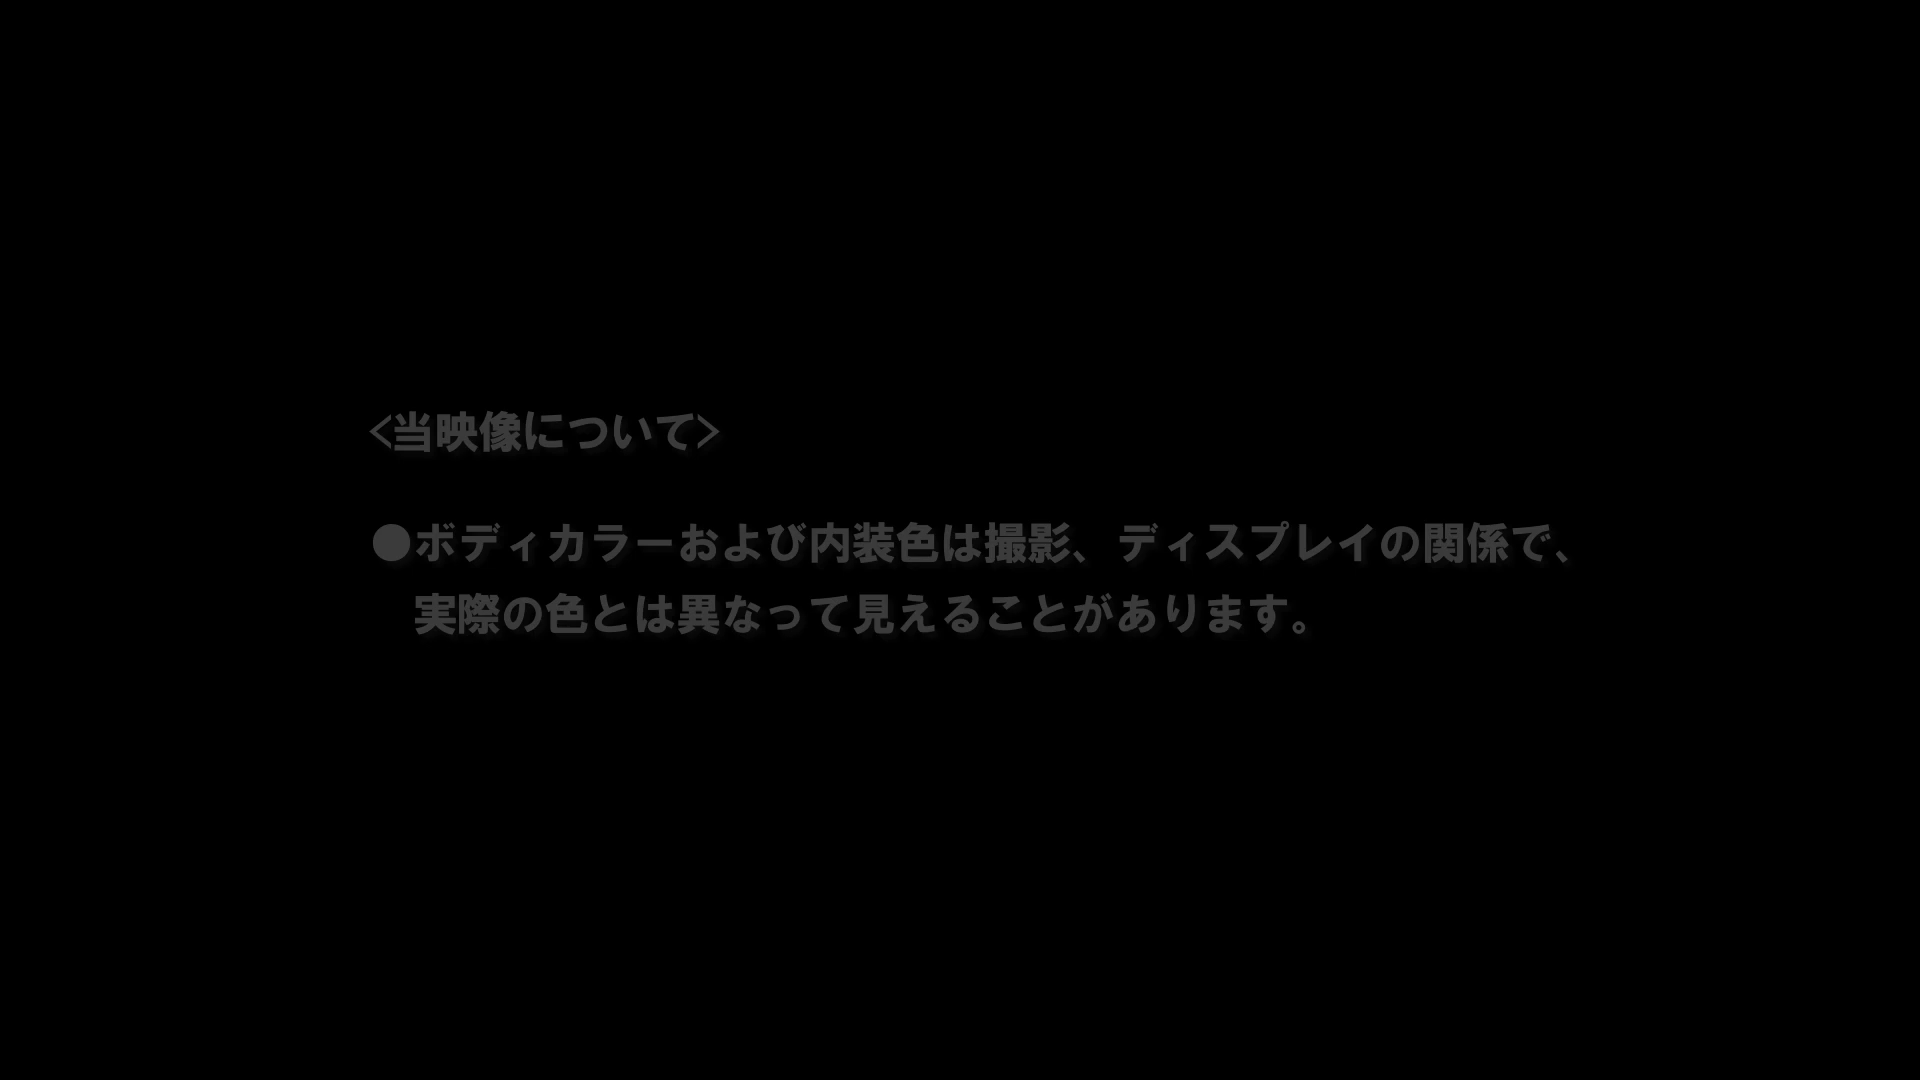 <当映像について>
●ボディカラーおよび内装色は撮影、ディスプレイの関係で、
実際の色とは異なって見えることがあります。